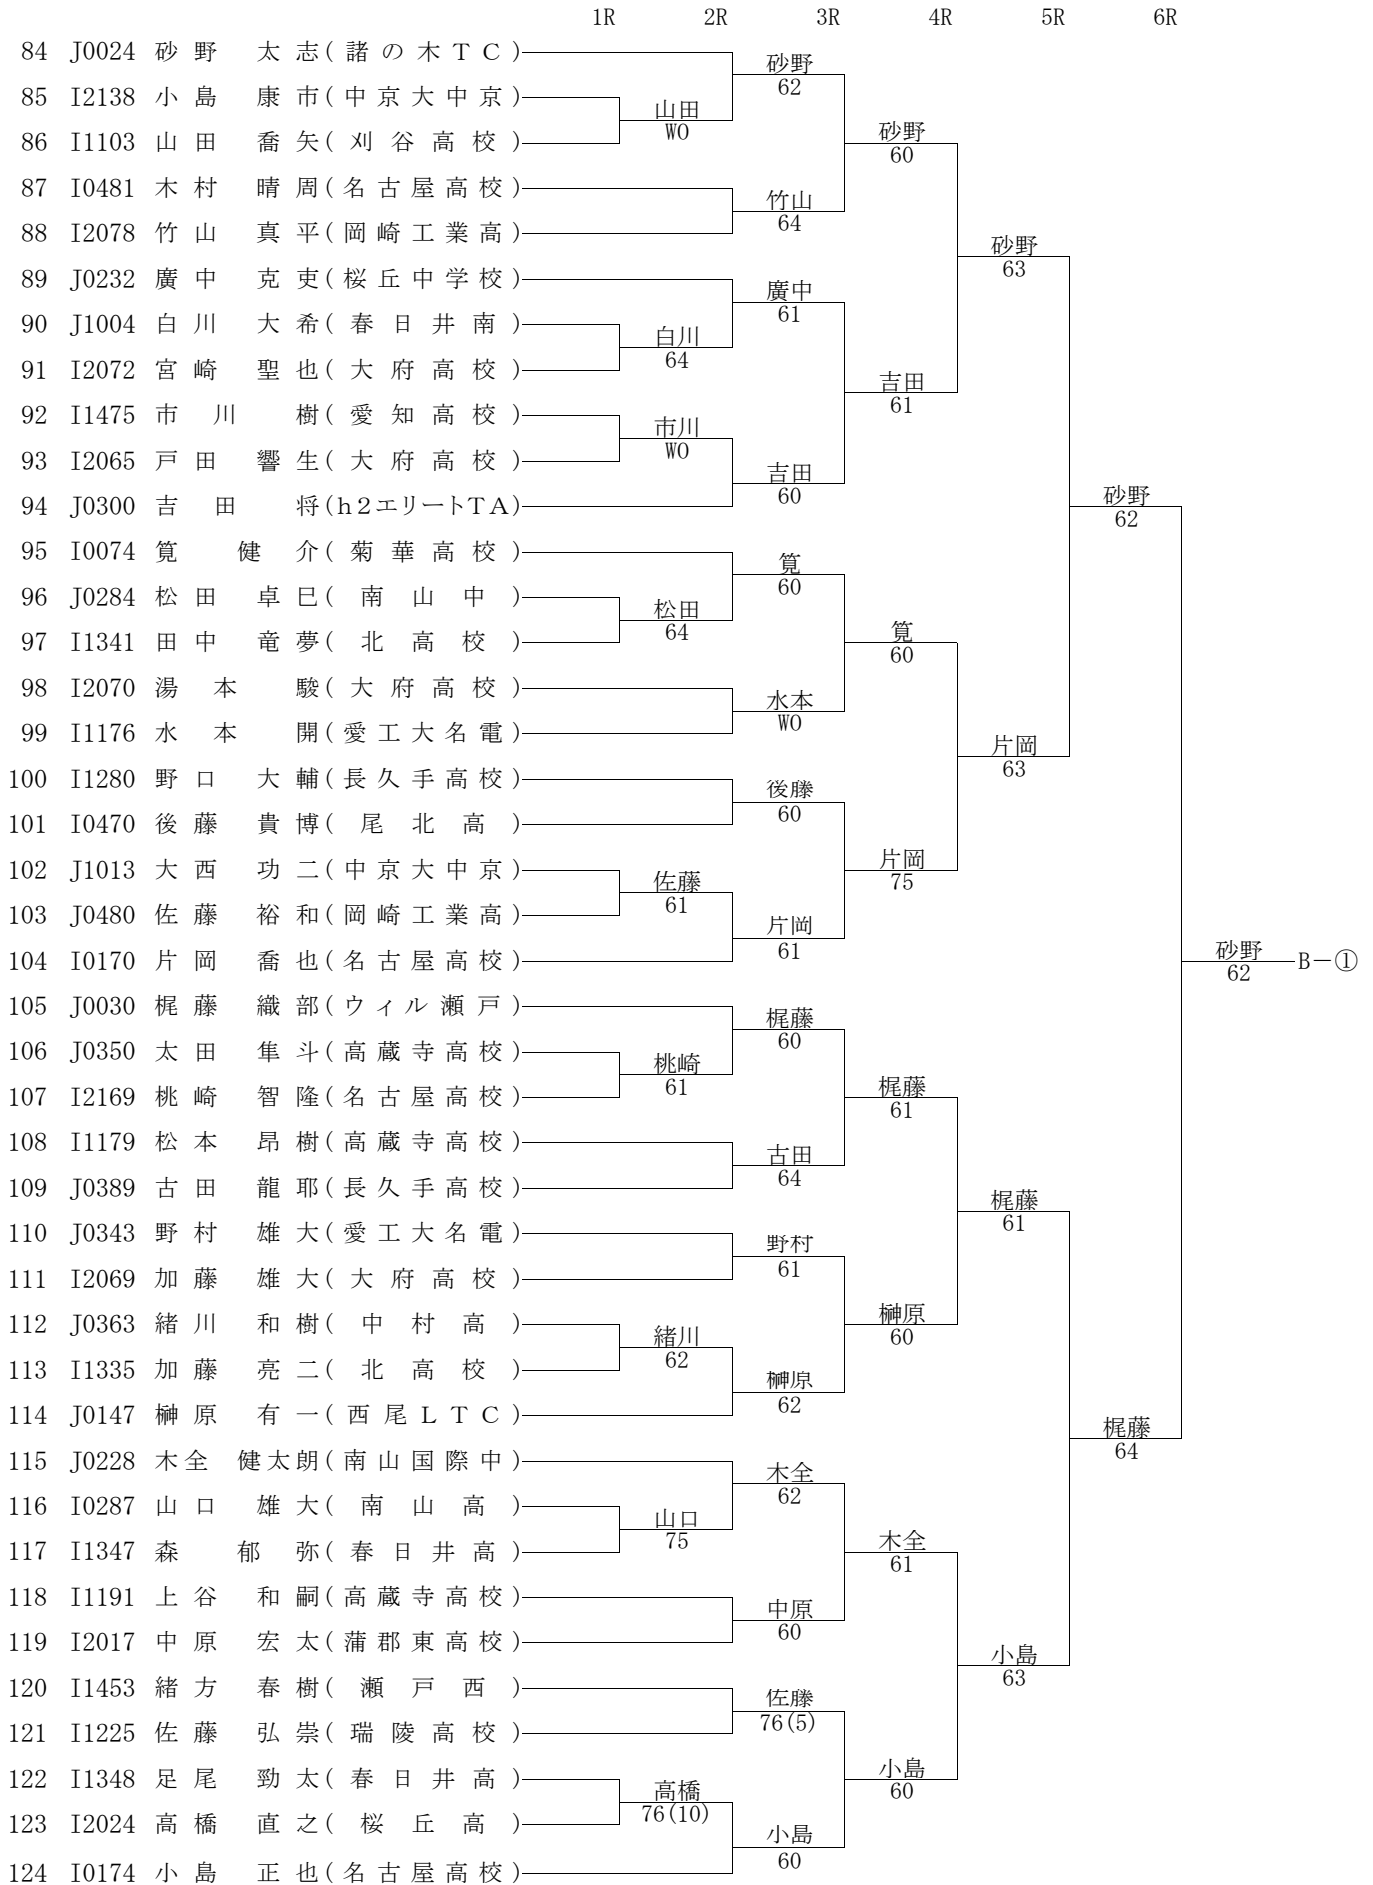 1R 2R 3R 4R 5R 6R
84 J0024 砂野 太志(諸の木TC)
砂野
62
85 I2138 小島 康市(中京大中京)
山田
WO
86 I1103 山田 喬矢(刈谷高校)
砂野
60
87 I0481 木村 晴周(名古屋高校)
竹山
64
88 I2078 竹山 真平(岡崎工業高)
砂野
63
89 J0232 廣中 克吏(桜丘中学校)
廣中
61
90 J1004 白川 大希(春日井南)
白川
64
91 I2072 宮崎 聖也(大府高校)
吉田
61
92 I1475 市川 樹(愛知高校)
市川
WO
93 I2065 戸田 響生(大府高校)
吉田
60
94 J0300 吉田 将(h2エリートTA)
砂野
62
95 I0074 筧 健介(菊華高校)
筧
60
96 J0284 松田 卓巳(南山中)
松田
64
97 I1341 田中 竜夢(北高校)
筧
60
98 I2070 湯本 駿(大府高校)
水本
WO
99 I1176 水本 開(愛工大名電)
片岡
63
100 I1280 野口 大輔(長久手高校)
後藤
60
101 I0470 後藤 貴博(尾北高)
102 J1013 大西 功二(中京大中京)
片岡
75
佐藤
61
103 J0480 佐藤 裕和(岡崎工業高)
片岡
61
104 I0170 片岡 喬也(名古屋高校)
砂野
62
B-①
105 J0030 梶藤 織部(ウィル瀬戸)
梶藤
60
106 J0350 太田 隼斗(高蔵寺高校)
桃崎
61
107 I2169 桃崎 智隆(名古屋高校)
梶藤
61
108 I1179 松本 昂樹(高蔵寺高校)
古田
64
109 J0389 古田 龍耶(長久手高校)
梶藤
61
110 J0343 野村 雄大(愛工大名電)
野村
61
111 I2069 加藤 雄大(大府高校)
112 J0363 緒川 和樹(中村高)
榊原
60
緒川
62
113 I1335 加藤 亮二(北高校)
榊原
62
114 J0147 榊原 有一(西尾LTC)
梶藤
64
115 J0228 木全 健太朗(南山国際中)
木全
62
116 I0287 山口 雄大(南山高)
山口
75
117 I1347 森 郁弥(春日井高)
木全
61
118 I1191 上谷 和嗣(高蔵寺高校)
中原
60
119 I2017 中原 宏太(蒲郡東高校)
小島
63
120 I1453 緒方 春樹(瀬戸西)
佐藤
76(5)
121 I1225 佐藤 弘崇(瑞陵高校)
122 I1348 足尾 勁太(春日井高)
小島
60
高橋
76(10)
123 I2024 高橋 直之(桜丘高)
小島
60
124 I0174 小島 正也(名古屋高校)